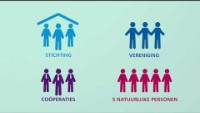 STICHTING
VERENIGING
COÖPERATIES
5 NATUURLIJKE PERSONEN